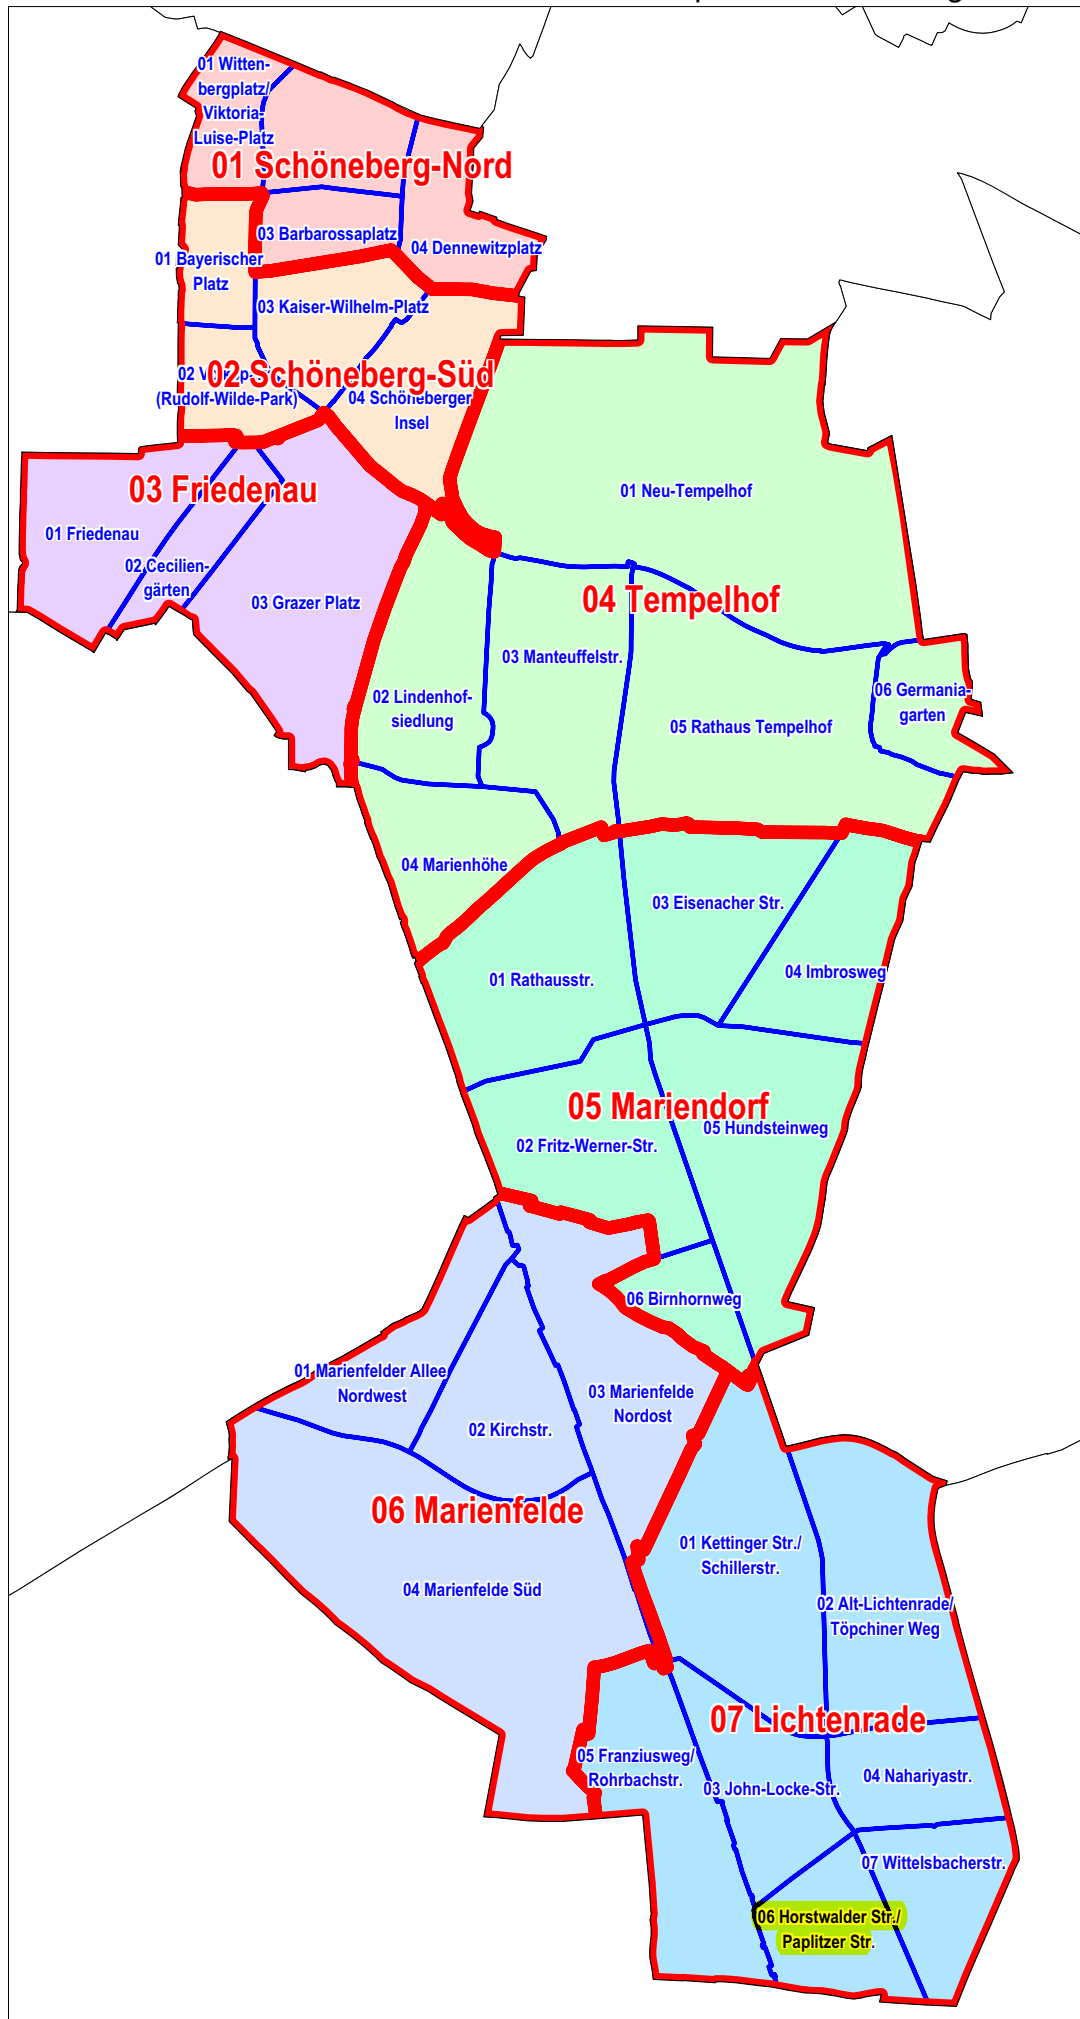 01 Witten-
bergplatz/
Viktoria-
Luise-Platz
01 Schöneberg-Nord
03 Barbarossaplatz
04 Dennewitzplatz
01 Bayerischer
Platz
03 Kaiser-Wilhelm-Platz
02 Schöneberg-Süd
02
(Rudolf-Wilde-Park)
04 Schöneberger
Insel
03 Friedenau
01 Friedenau
02 Cecilien-
gärten
03 Grazer Platz
01 Neu-Tempelhof
04 Tempelhof
03 Manteuffelstr.
02 Lindenhof-
siedlung
05 Rathaus Tempelhof
06 Germania-
garten
04 Marienhöhe
03 Eisenacher Str.
01 Rathausstr.
04 Imbrosweg
05 Mariendorf
05 Hundsteinweg
02 Fritz-Werner-Str.
06 Birnhornweg
01 Marienfelder Allee
Nordwest
03 Marienfelde
Nordost
02 Kirchstr.
06 Marienfelde
04 Marienfelde Süd
01 Kettinger Str./
Schillerstr.
02 Alt-Lichtenrade/
Töpchiner Weg
07 Lichtenrade
05 Franziusweg/
Rohrbachstr.
03 John-Locke-Str.
04 Nahariyastr.
07 Wittelsbacherstr.
06 Horstwalder Str./
Paplitzer Str.